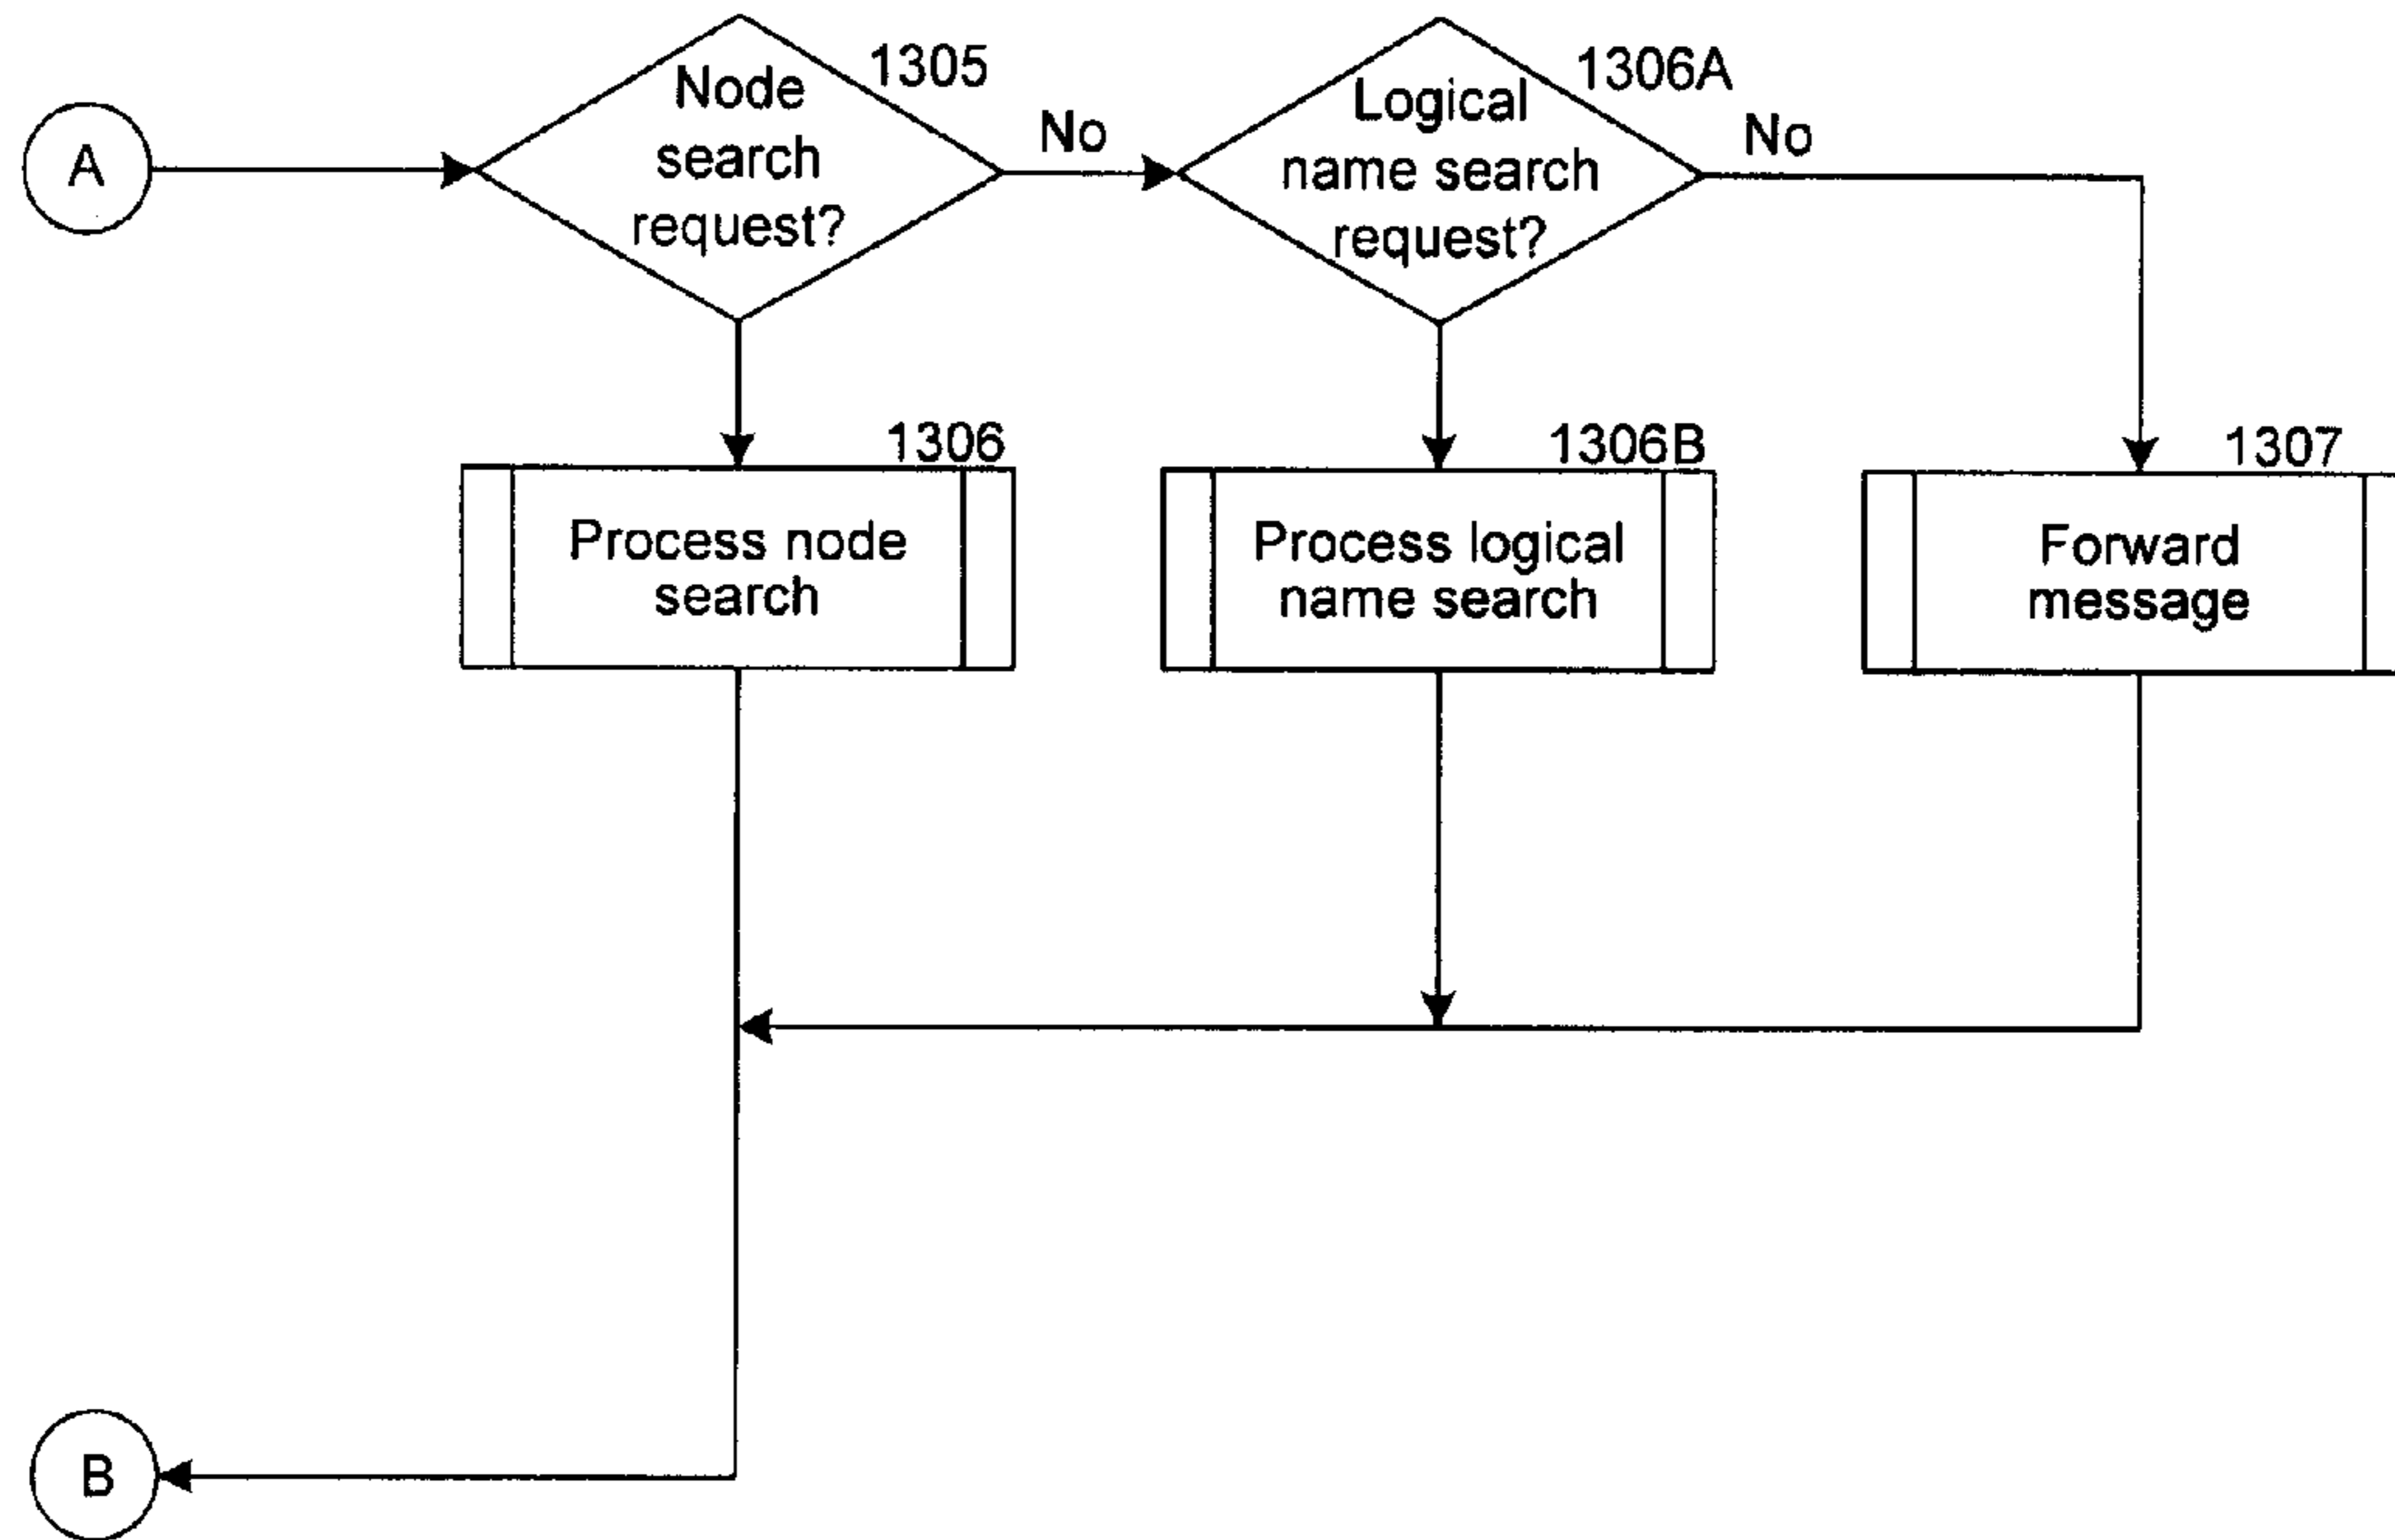 A
Node
search
request?
1305
No
Logical
name search
request?
1306A
No
1306
Process node
search
1306B
Process logical
name search
1307
Forward
message
B